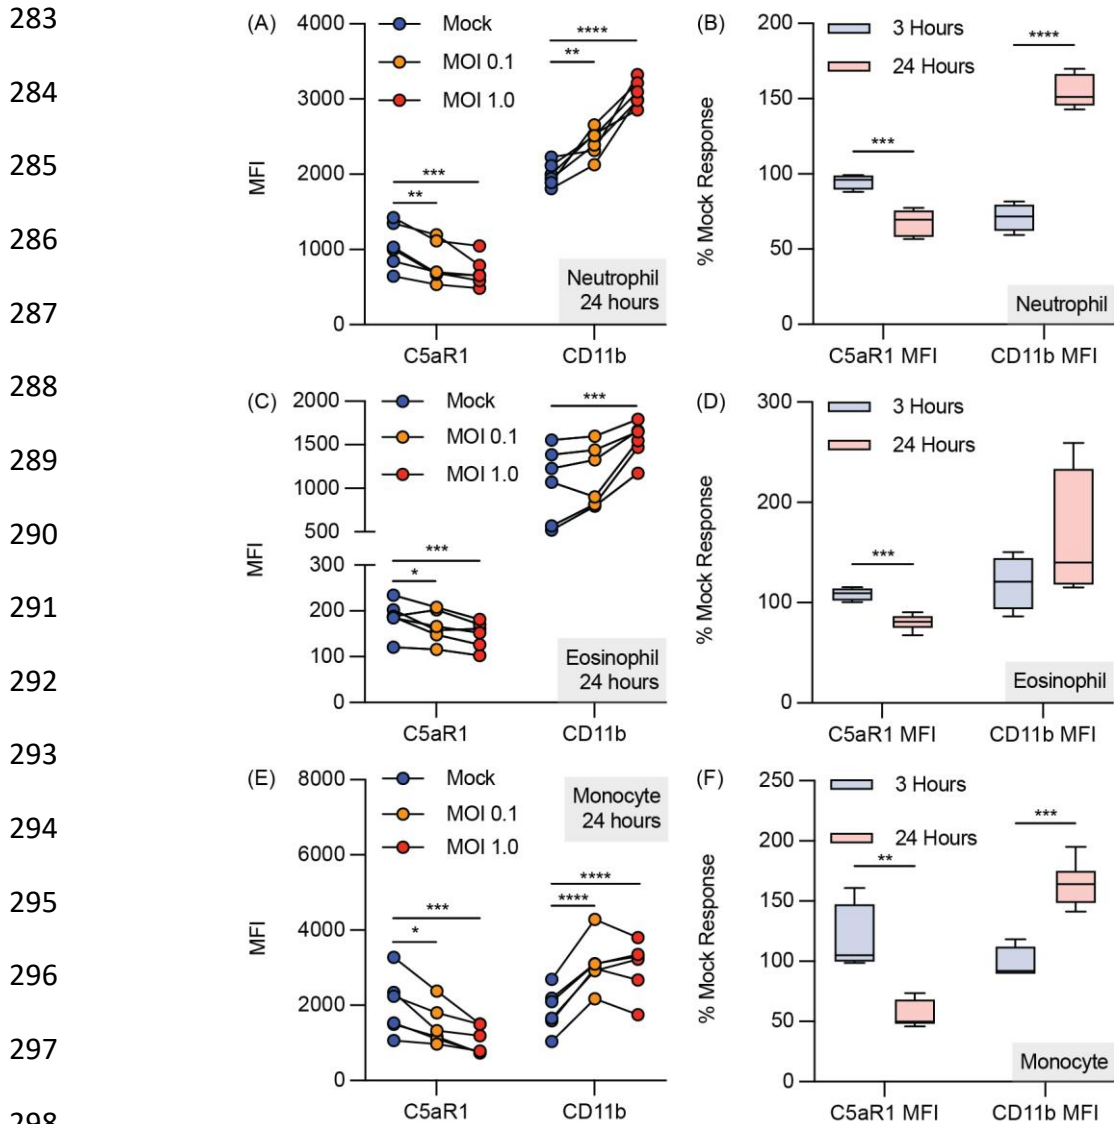 283
284
285
286
287
288
289
290
291
292
293
294
295
296
297
298
(A)
4000
3000
2000
1000
0
MFI
Mock
MOI 0.1
MOI 1.0
***
**
****
**
Neutrophil
24 hours
C5aR1
CD11b
(B)
200
150
100
50
0
% Mock Response
3 Hours
24 Hours
***
****
Neutrophil
C5aR1 MFI
CD11b MFI
(C)
2000
1500
1000
500
300
200
100
0
MFI
Mock
MOI 0.1
MOI 1.0
***
*
***
Eosinophil
24 hours
C5aR1
CD11b
(D)
300
200
100
0
% Mock Response
3 Hours
24 Hours
***
Eosinophil
C5aR1 MFI
CD11b MFI
(E)
8000
6000
4000
2000
0
MFI
Mock
MOI 0.1
MOI 1.0
Monocyte
24 hours
***
*
****
****
C5aR1
CD11b
(F)
250
200
150
100
50
0
% Mock Response
3 Hours
24 Hours
**
***
Monocyte
C5aR1 MFI
CD11b MFI